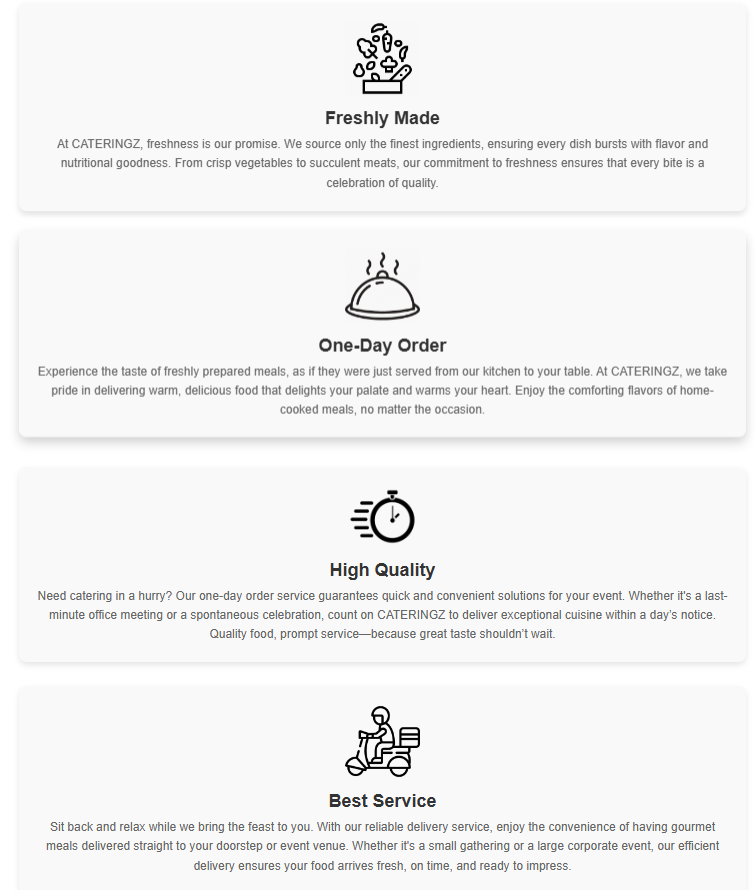 Freshly Made
At CATERINGZ, freshness is our promise. We source only the finest ingredients, ensuring every dish bursts with flavor and
nutritional goodness. From crisp vegetables to succulent meats, our commitment to freshness ensures that every bite is a
celebration of quality.
One-Day Order
Experience the taste of freshly prepared meals, as if they were just served from our kitchen to your table. At CATERINGZ, we take
pride in delivering warm, delicious food that delights your palate and warms your heart. Enjoy the comforting flavors of home-
cooked meals, no matter the occasion.
High Quality
Need catering in a hurry? Our one-day order service guarantees quick and convenient solutions for your event. Whether it's a last-
minute office meeting or a spontaneous celebration, count on CATERINGZ to deliver exceptional cuisine within a day’s notice.
Quality food, prompt service—because great taste shouldn’t wait.
Best Service
Sit back and relax while we bring the feast to you. With our reliable delivery service, enjoy the convenience of having gourmet
meals delivered straight to your doorstep or event venue. Whether it's a small gathering or a large corporate event, our efficient
delivery ensures your food arrives fresh, on time, and ready to impress.